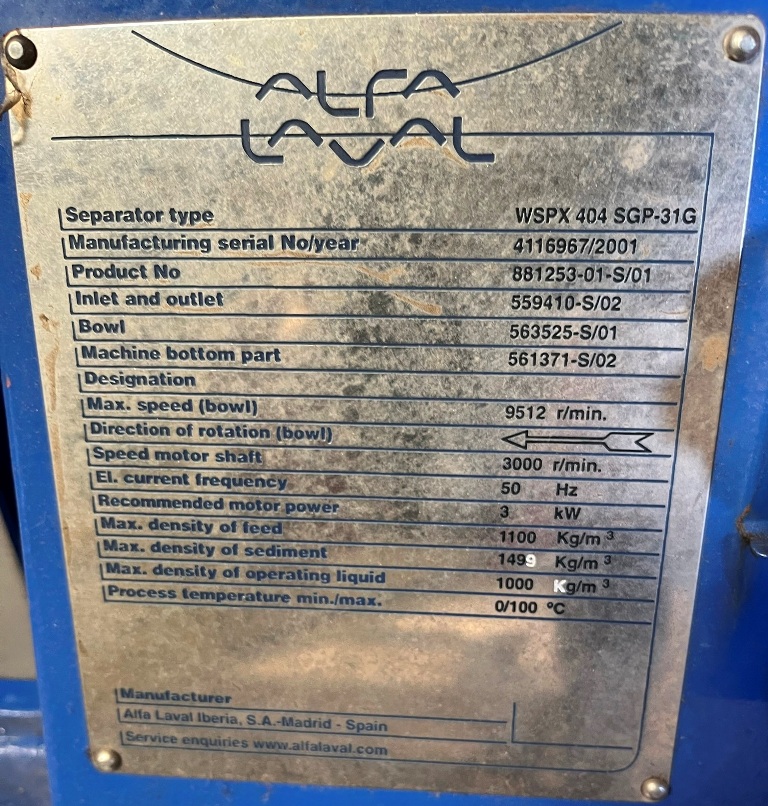 ALFA
LAVAL
Separator type WSPX 404 SGP-31G
Manufacturing serial No/year 4116967/2001
Product No 881253-01-S/01
Inlet and outlet 559410-S/02
Bowl 563525-S/01
Machine bottom part 561371-S/02
Designation
Max. speed (bowl) 9512 r/min.
Direction of rotation (bowl)
Speed motor shaft 3000 r/min.
El. current frequency 50 Hz
Recommended motor power 3 kW
Max. density of feed 1100 Kg/m ³
Max. density of sediment 1499 Kg/m ³
Max. density of operating liquid 1000 Kg/m ³
Process temperature min./max. 0/100 ºC
Manufacturer
Alfa Laval Iberia, S.A.-Madrid - Spain
Service enquiries www.alfalaval.com